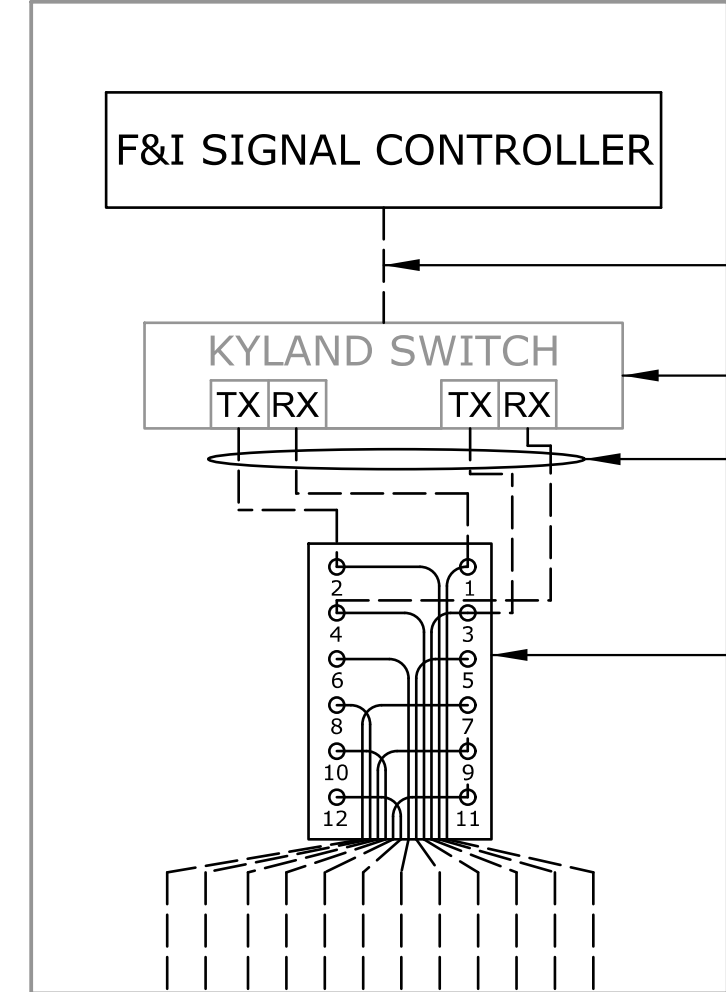 F&I SIGNAL CONTROLLER
KYLAND SWITCH
TX RX TX RX
2 1
4 3
6 5
8 7
10 9
12 11